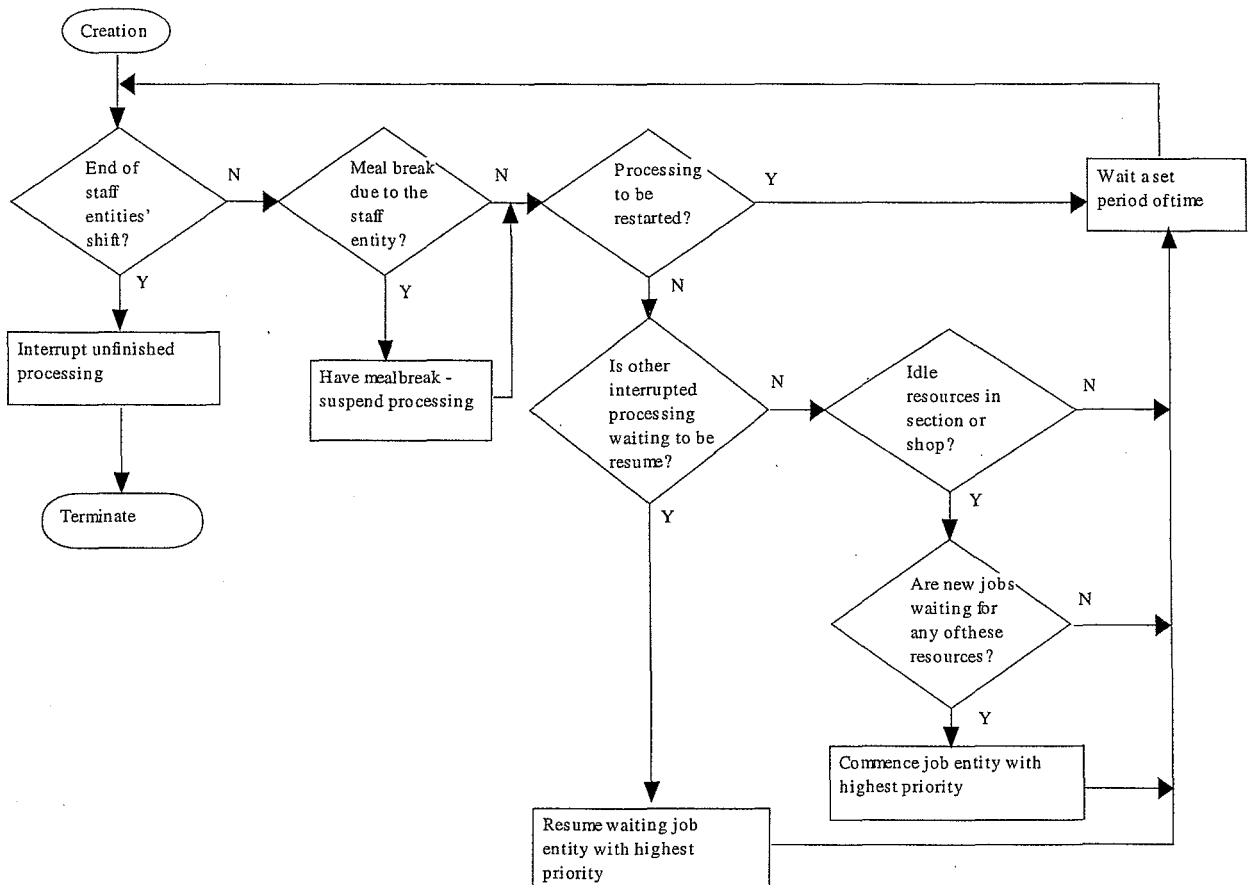 Creation
End of
staff
entities'
shift?
N
Meal break
due to the
staff
entity?
N
Processing
to be
restarted?
Y
Wait a set
period of time
Y
Y
N
Interrupt unfinished
processing
Have mealbreak -
suspend processing
Is other
interrupted
processing
waiting to be
resume?
N
Idle
resources in
section or
shop?
N
Terminate
Y
Y
Are new jobs
waiting for
any of these
resources?
N
Y
Commence job entity with
highest priority
Resume waiting job
entity with highest
priority